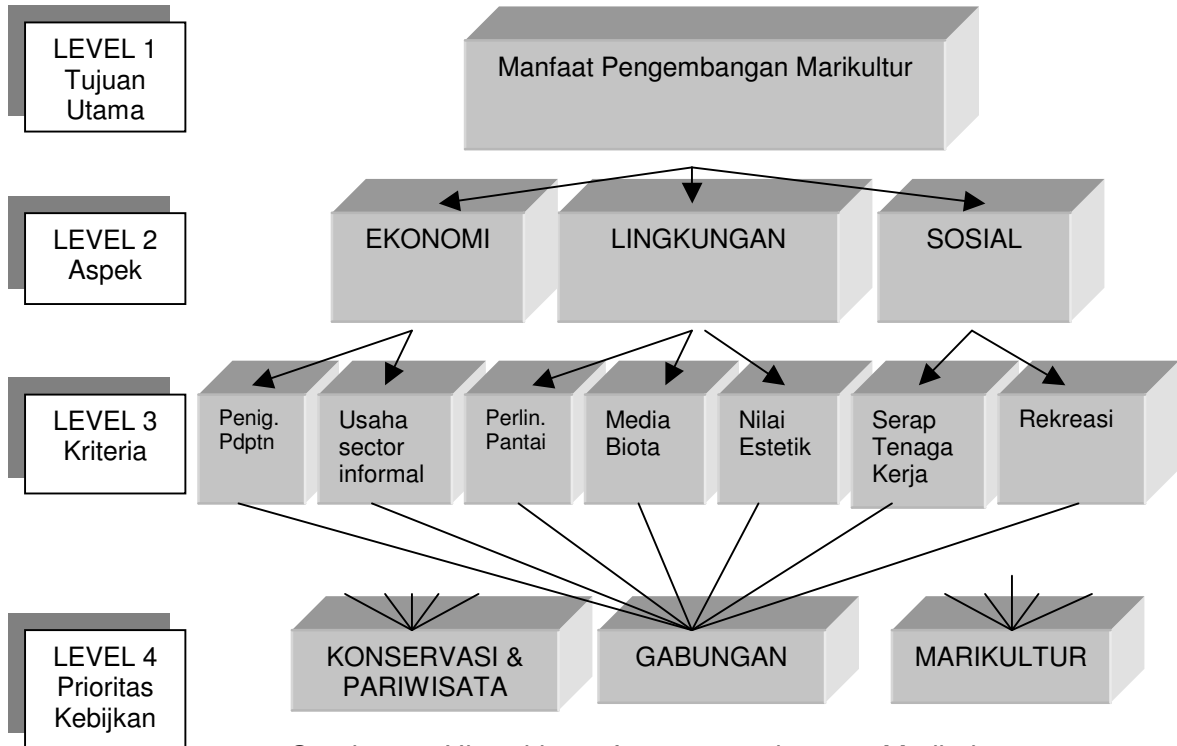 LEVEL 1
Tujuan
Utama
Manfaat Pengembangan Marikultur
LEVEL 2
Aspek
EKONOMI
LINGKUNGAN
SOSIAL
LEVEL 3
Kriteria
Penig.
Pdptn
Usaha
sector
informal
Perlin.
Pantai
Media
Biota
Nilai
Estetik
Serap
Tenaga
Kerja
Rekreasi
LEVEL 4
Prioritas
Kebijkan
KONSERVASI &
PARIWISATA
GABUNGAN
MARIKULTUR